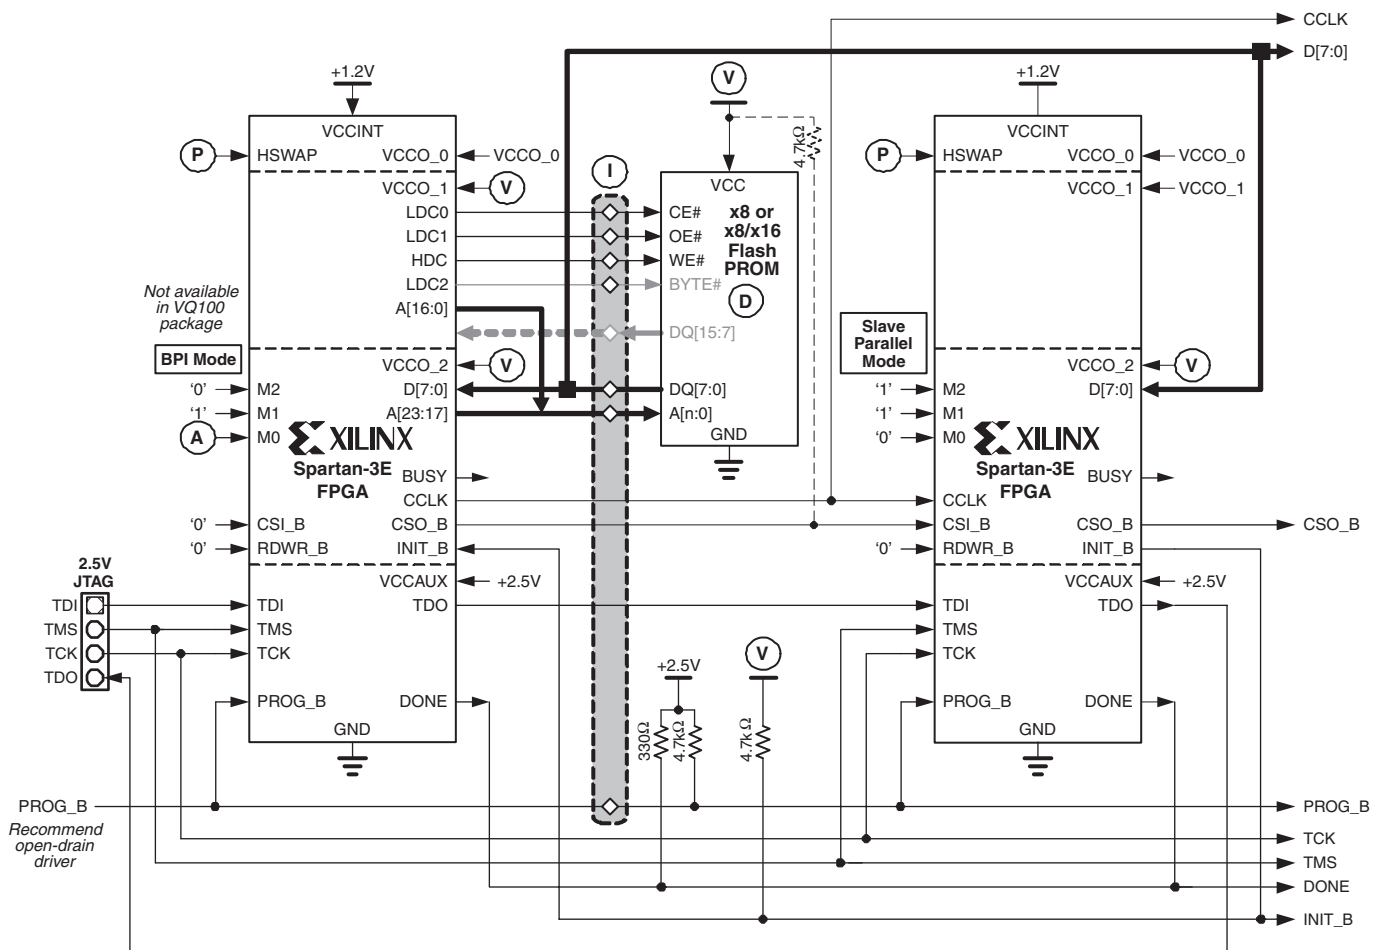 CCLK
D[7:0]
+1.2V
V
+1.2V
VCCINT
4.7kΩ
VCCINT
P
HSWAP
VCCO_0
VCCO_0
P
HSWAP
VCCO_0
VCCO_0
I
VCCO_1
V
VCC
VCCO_1
VCCO_1
LDC0
CE#
x8 or
x8/x16
Flash
PROM
LDC1
OE#
HDC
WE#
LDC2
BYTE#
D
Not available
in VQ100
package
A[16:0]
DQ[15:7]
Slave
Parallel
Mode
BPI Mode
VCCO_2
V
VCCO_2
V
'0'
M2
D[7:0]
DQ[7:0]
'1'
M2
D[7:0]
'1'
M1
A[23:17]
A[n:0]
'1'
M1
A
M0
XILINX
GND
'0'
M0
XILINX
Spartan-3E
FPGA
BUSY
Spartan-3E
FPGA
BUSY
CCLK
CCLK
'0'
CSI_B
CSO_B
CSI_B
CSO_B
CSO_B
'0'
RDWR_B
INIT_B
'0'
RDWR_B
INIT_B
2.5V
JTAG
VCCAUX
+2.5V
VCCAUX
+2.5V
TDI
TDI
TDO
TDI
TDO
TMS
TMS
TMS
TCK
TCK
TCK
TDO
+2.5V
V
PROG_B
DONE
PROG_B
DONE
330Ω
4.7kΩ
4.7kΩ
GND
GND
PROG_B
PROG_B
Recommend
open-drain
driver
TCK
TMS
DONE
INIT_B